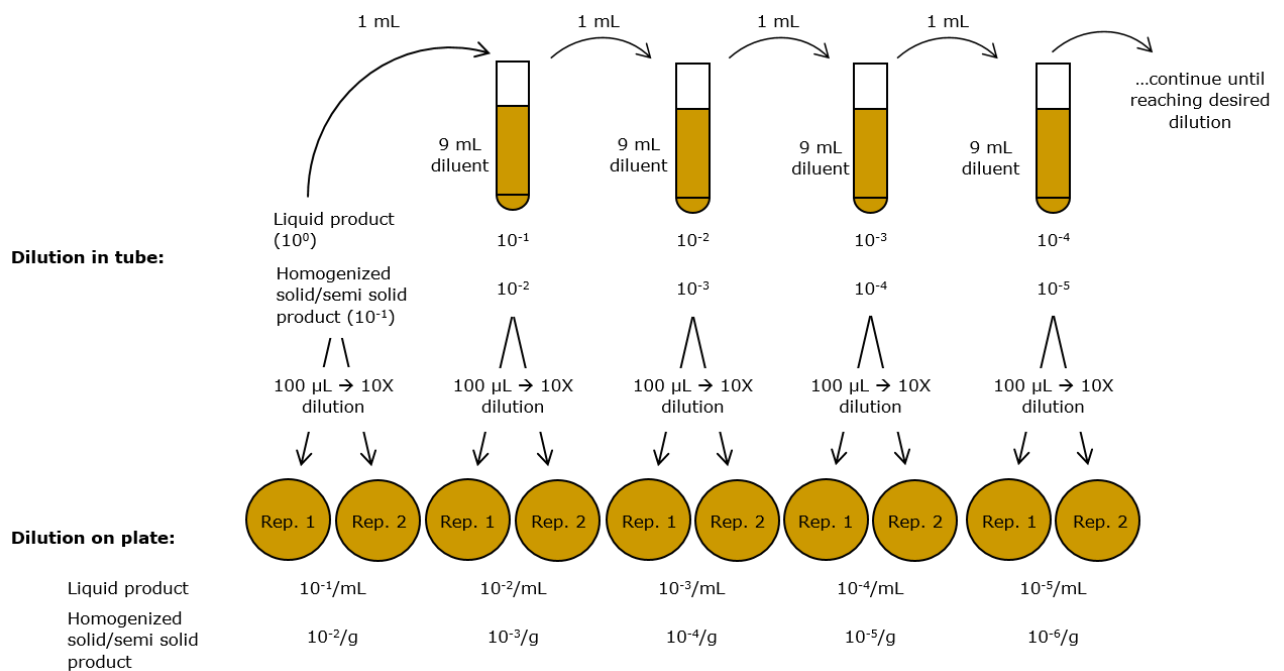 1 mL
1 mL
1 mL
1 mL
...continue until
reaching desired
dilution
9 mL
diluent
9 mL
diluent
9 mL
diluent
9 mL
diluent
Dilution in tube:
Liquid product
(10⁰)
10⁻¹
10⁻²
10⁻³
10⁻⁴
Homogenized
solid/semi solid
product (10⁻¹)
10⁻²
10⁻³
10⁻⁴
10⁻⁵
100 µL → 10X
dilution
100 µL → 10X
dilution
100 µL → 10X
dilution
100 µL → 10X
dilution
100 µL → 10X
dilution
Rep. 1
Rep. 2
Rep. 1
Rep. 2
Rep. 1
Rep. 2
Rep. 1
Rep. 2
Rep. 1
Rep. 2
Dilution on plate:
Liquid product
10⁻¹/mL
10⁻²/mL
10⁻³/mL
10⁻⁴/mL
10⁻⁵/mL
Homogenized
solid/semi solid
product
10⁻²/g
10⁻³/g
10⁻⁴/g
10⁻⁵/g
10⁻⁶/g